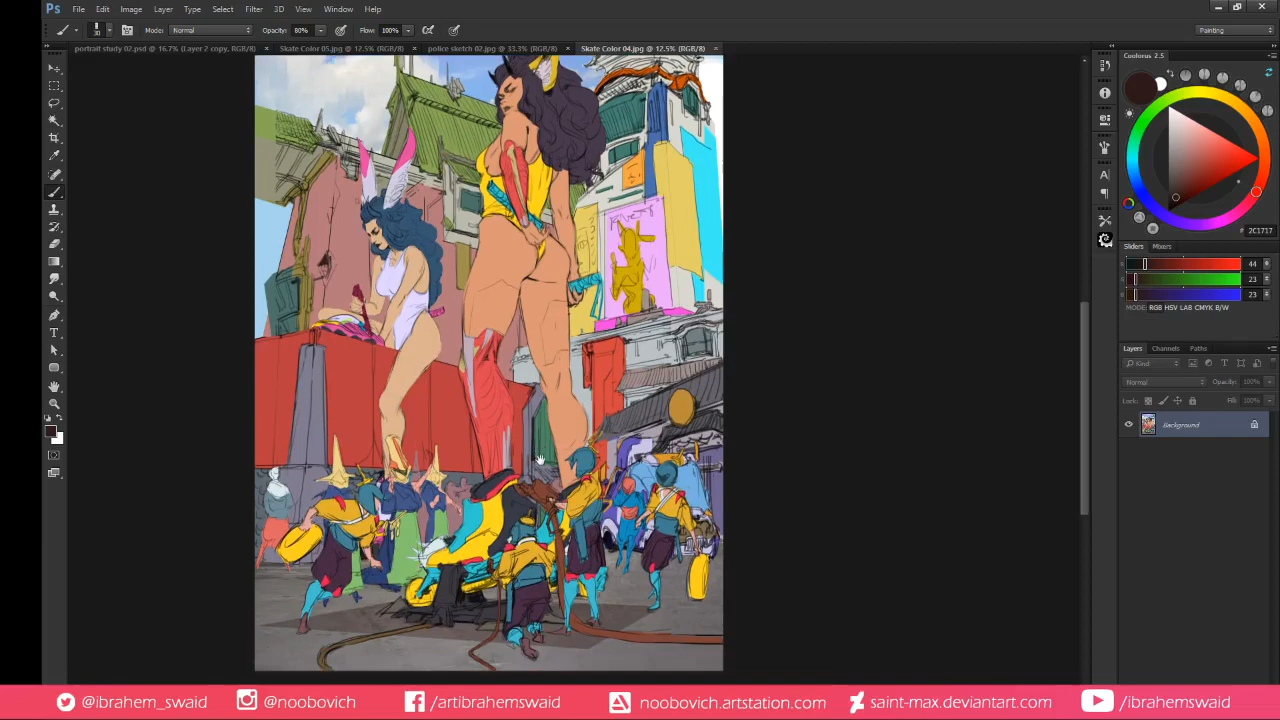 Ps File Edit Image Layer Type Select Filter 3D View Window Help
30 Mode: Normal Opacity: 80% Flow: 100% Painting
portrait study 02.psd @ 16.7% (Layer 2 copy, RGB/8) × Skate Color 05.jpg @ 12.5% (RGB/8) × police sketch 02.jpg @ 33.3% (RGB/8) × Skate Color 04.jpg @ 12.5% (RGB/8) ×
Coolorus 2.5
# 2C1717
Sliders Mixers
44
23
23
MODE: RGB HSV LAB CMYK B/W
Layers Channels Paths
Kind
Normal Opacity: 100%
Lock: Fill: 100%
Background
@ibrahem_swaid @noobovich /artibrahemswaid noobovich.artstation.com saint-max.deviantart.com /ibrahemswaid